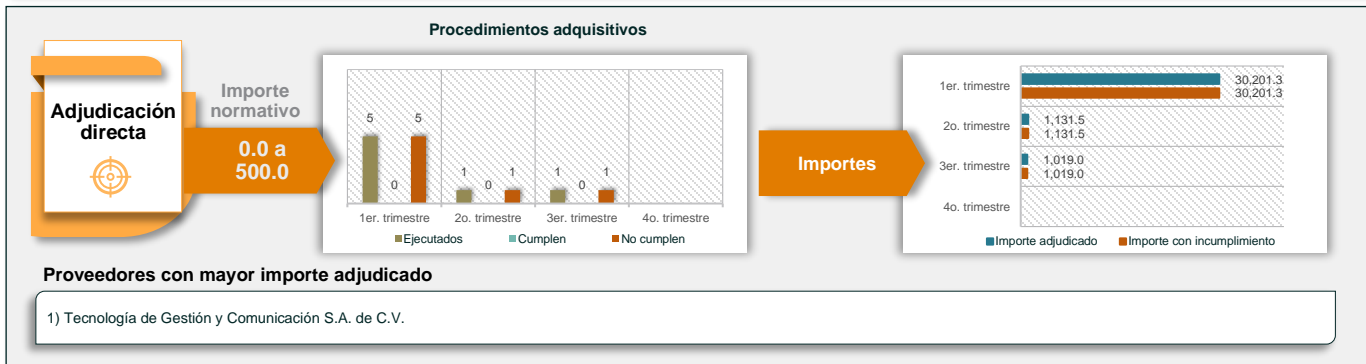 Procedimientos adquisitivos
Adjudicación
directa
Importe
normativo
0.0 a
500.0
5
0
5
1
0
1
1
0
1
1er. trimestre
2o. trimestre
3er. trimestre
4o. trimestre
Ejecutados
Cumplen
No cumplen
Importes
1er. trimestre
30,201.3
30,201.3
2o. trimestre
1,131.5
1,131.5
3er. trimestre
1,019.0
1,019.0
4o. trimestre
Importe adjudicado
Importe con incumplimiento
Proveedores con mayor importe adjudicado
1) Tecnología de Gestión y Comunicación S.A. de C.V.